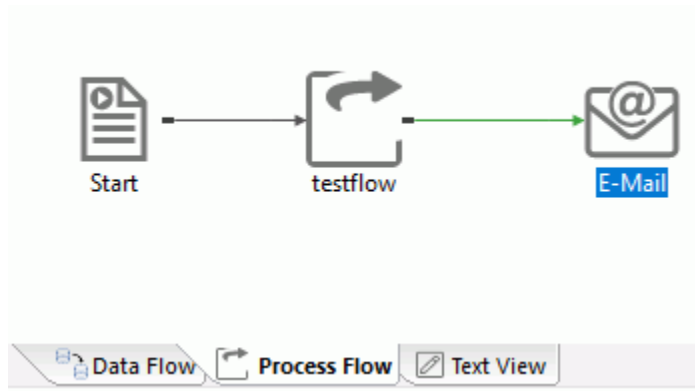 @
Start
testflow
E-Mail
Data Flow
Process Flow
Text View